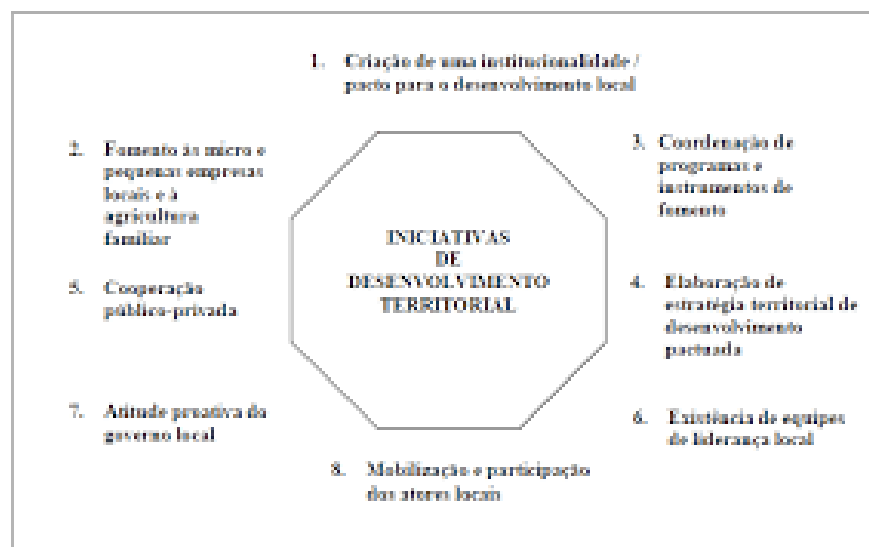 1. Criação de uma institucionalidade /
pacto para o desenvolvimento local
2. Fomento às micro e
pequenas empresas
locais e à
agricultura
familiar
3. Coordenação de
programas e
instrumentos de
fomento
INICIATIVAS
DE
DESENVOLVIMENTO
TERRITORIAL
5. Cooperação
público-privada
4. Elaboração de
estratégia territorial de
desenvolvimento
pactuada
7. Atitude proativa do
governo local
6. Existência de equipes
de liderança local
8. Mobilização e participação
dos atores locais